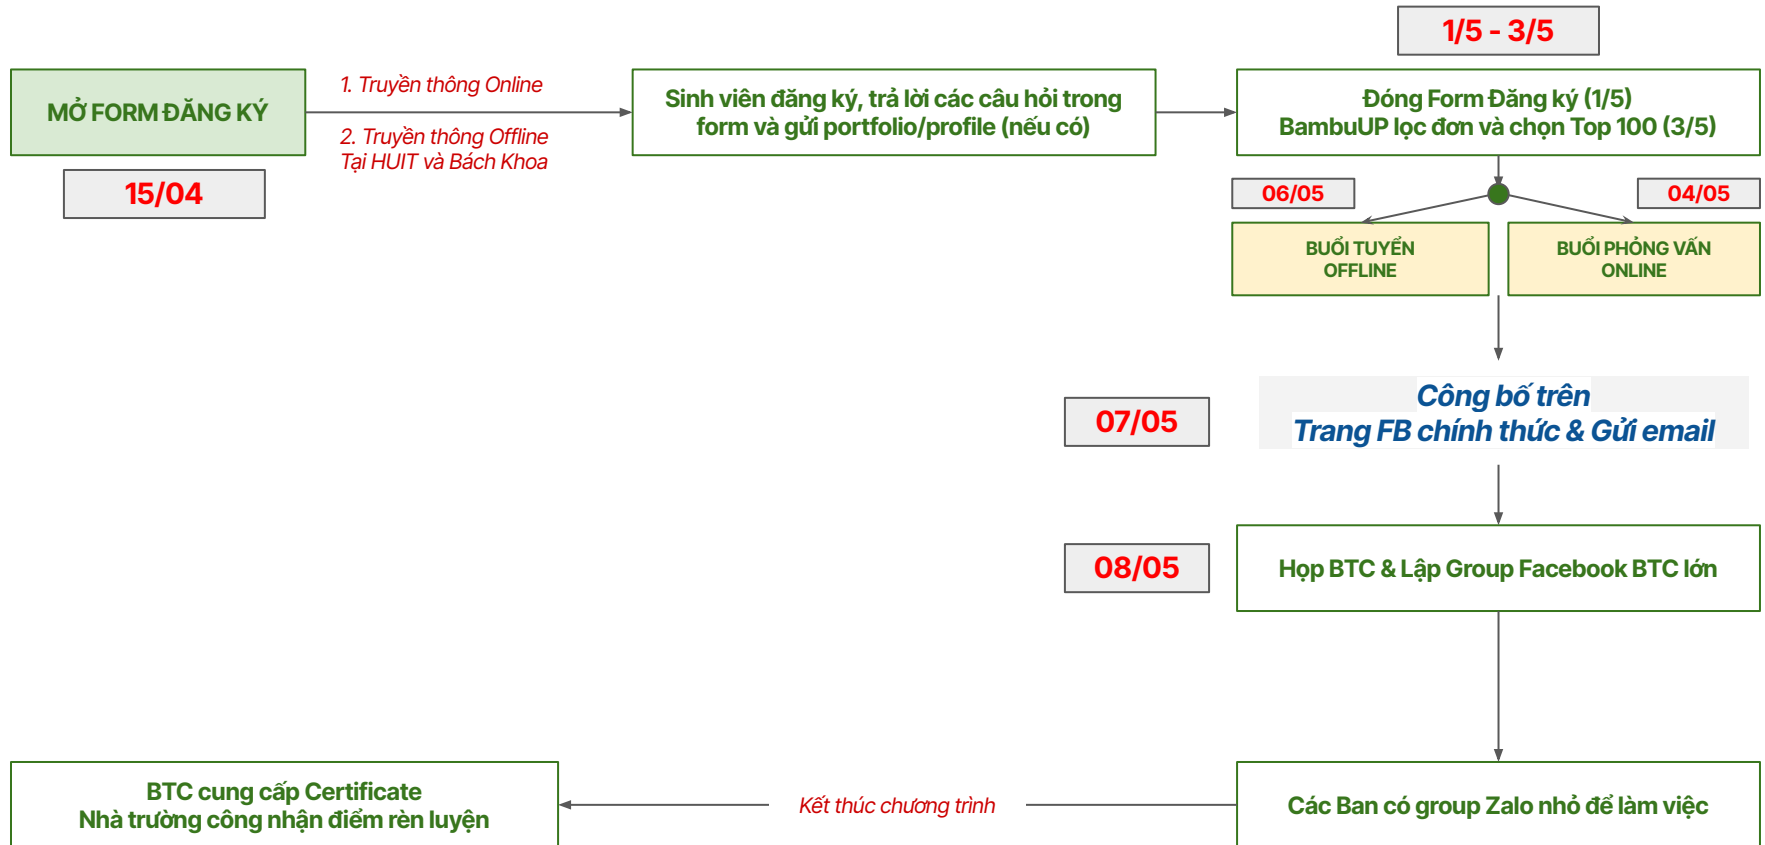 1/5 - 3/5
MỞ FORM ĐĂNG KÝ
1. Truyền thông Online
2. Truyền thông Offline
Tại HUIT và Bách Khoa
15/04
Sinh viên đăng ký, trả lời các câu hỏi trong
form và gửi portfolio/profile (nếu có)
Đóng Form Đăng ký (1/5)
BambuUP lọc đơn và chọn Top 100 (3/5)
06/05
04/05
BUỔI TUYỂN
OFFLINE
BUỔI PHỎNG VẤN
ONLINE
07/05
Công bố trên
Trang FB chính thức & Gửi email
08/05
Họp BTC & Lập Group Facebook BTC lớn
Các Ban có group Zalo nhỏ để làm việc
Kết thúc chương trình
BTC cung cấp Certificate
Nhà trường công nhận điểm rèn luyện